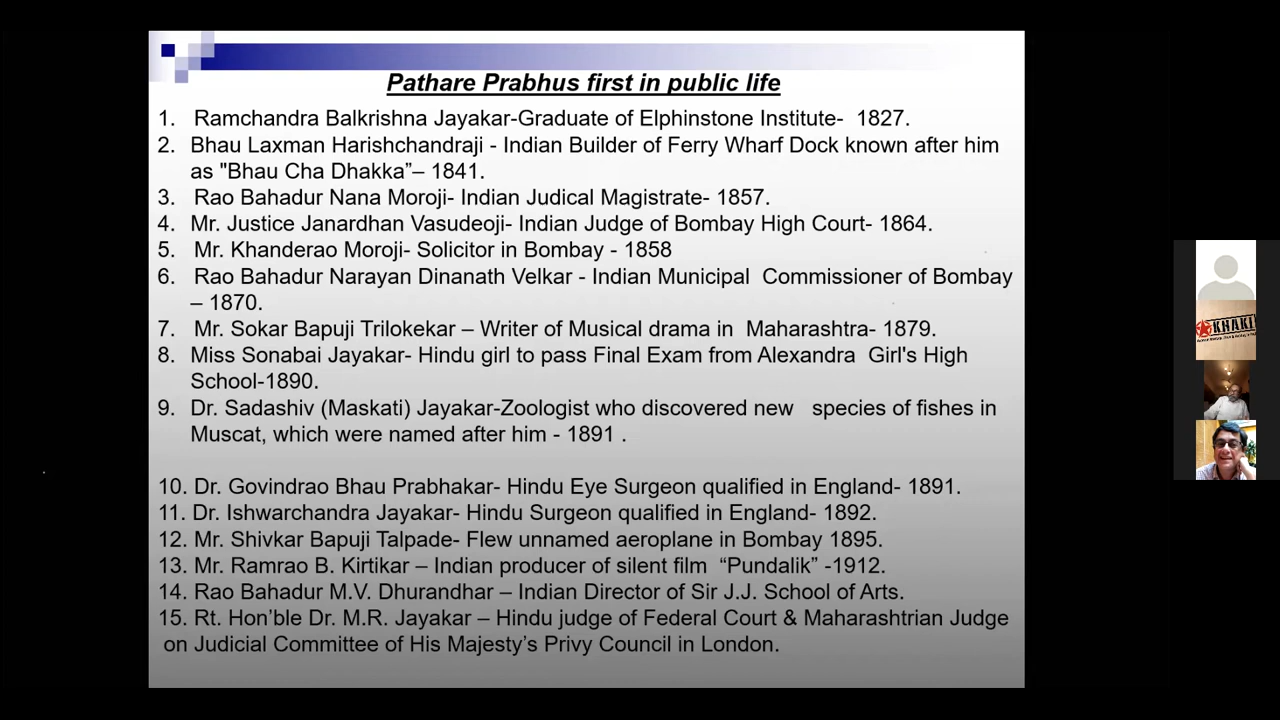 Pathare Prabhus first in public life
1. Ramchandra Balkrishna Jayakar-Graduate of Elphinstone Institute- 1827.
2. Bhau Laxman Harishchandraji - Indian Builder of Ferry Wharf Dock known after him
as "Bhau Cha Dhakka”– 1841.
3. Rao Bahadur Nana Moroji- Indian Judical Magistrate- 1857.
4. Mr. Justice Janardhan Vasudeoji- Indian Judge of Bombay High Court- 1864.
5. Mr. Khanderao Moroji- Solicitor in Bombay - 1858
6. Rao Bahadur Narayan Dinanath Velkar - Indian Municipal Commissioner of Bombay
– 1870.
7. Mr. Sokar Bapuji Trilokekar – Writer of Musical drama in Maharashtra- 1879.
8. Miss Sonabai Jayakar- Hindu girl to pass Final Exam from Alexandra Girl's High
School-1890.
9. Dr. Sadashiv (Maskati) Jayakar-Zoologist who discovered new species of fishes in
Muscat, which were named after him - 1891 .
10. Dr. Govindrao Bhau Prabhakar- Hindu Eye Surgeon qualified in England- 1891.
11. Dr. Ishwarchandra Jayakar- Hindu Surgeon qualified in England- 1892.
12. Mr. Shivkar Bapuji Talpade- Flew unnamed aeroplane in Bombay 1895.
13. Mr. Ramrao B. Kirtikar – Indian producer of silent film “Pundalik” -1912.
14. Rao Bahadur M.V. Dhurandhar – Indian Director of Sir J.J. School of Arts.
15. Rt. Hon’ble Dr. M.R. Jayakar – Hindu judge of Federal Court & Maharashtrian Judge
on Judicial Committee of His Majesty’s Privy Council in London.
KHAKI